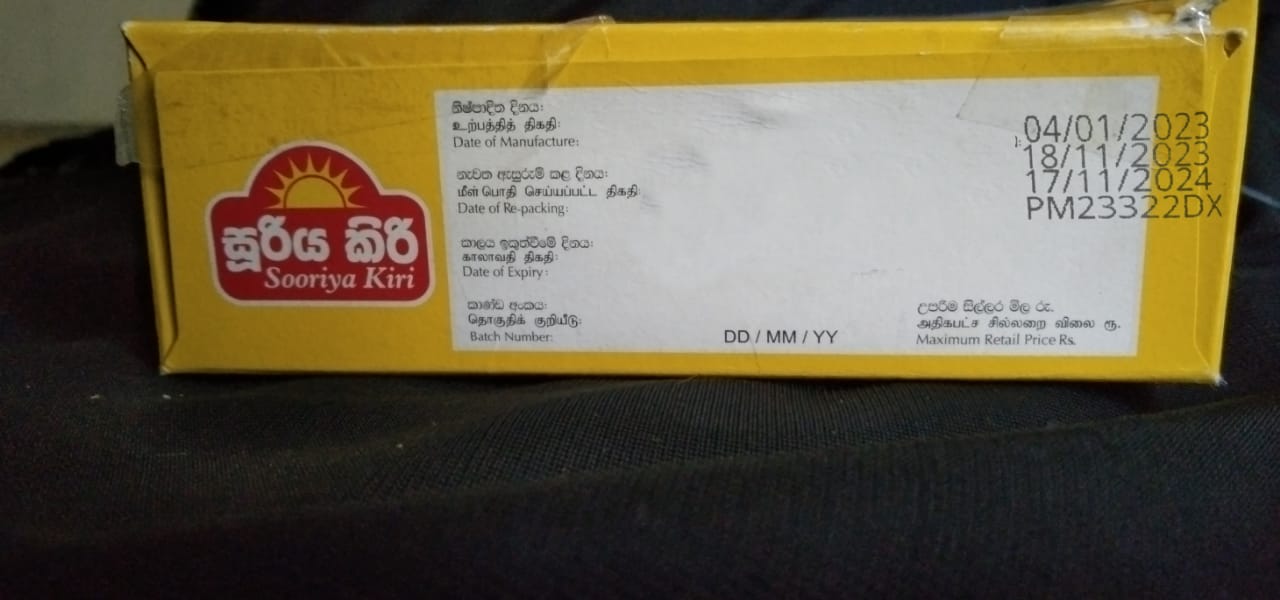 සූරිය කිරි
Sooriya Kiri
නිෂ්පාදිත දිනය:
உற்பத்தித் திகதி:
Date of Manufacture:
නැවත ඇසුරුම් කළ දිනය:
மீள் பொதி செய்யப்பட்ட திகதி:
Date of Re-packing:
කාලය ඉකුත්වීමේ දිනය:
காலாவதி திகதி:
Date of Expiry:
කාණ්ඩ අංකය:
தொகுதிக் குறியீடு:
Batch Number:
DD / MM / YY
04/01/2023
18/11/2023
17/11/2024
PM23322DX
උපරිම සිල්ලර මිල රු.
அதிகபட்ச சில்லறை விலை ரூ.
Maximum Retail Price Rs.